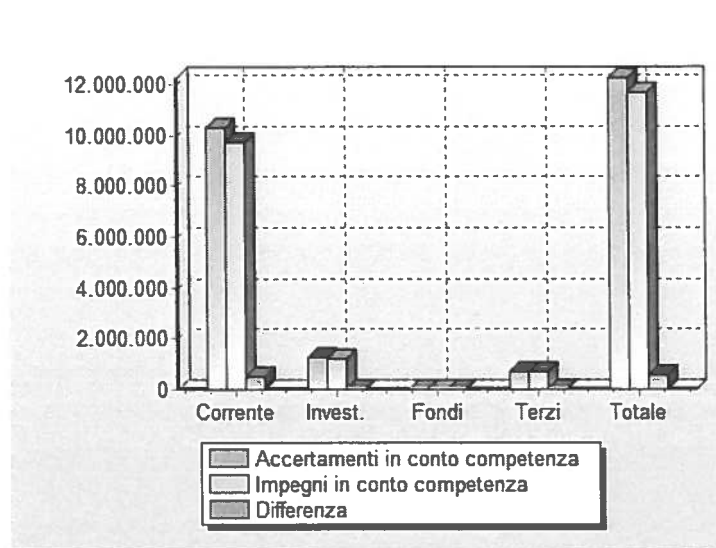 12.000.000
10.000.000
8.000.000
6.000.000
4.000.000
2.000.000
0
Corrente Invest. Fondi Terzi Totale
Accertamenti in conto competenza
Impegni in conto competenza
Differenza